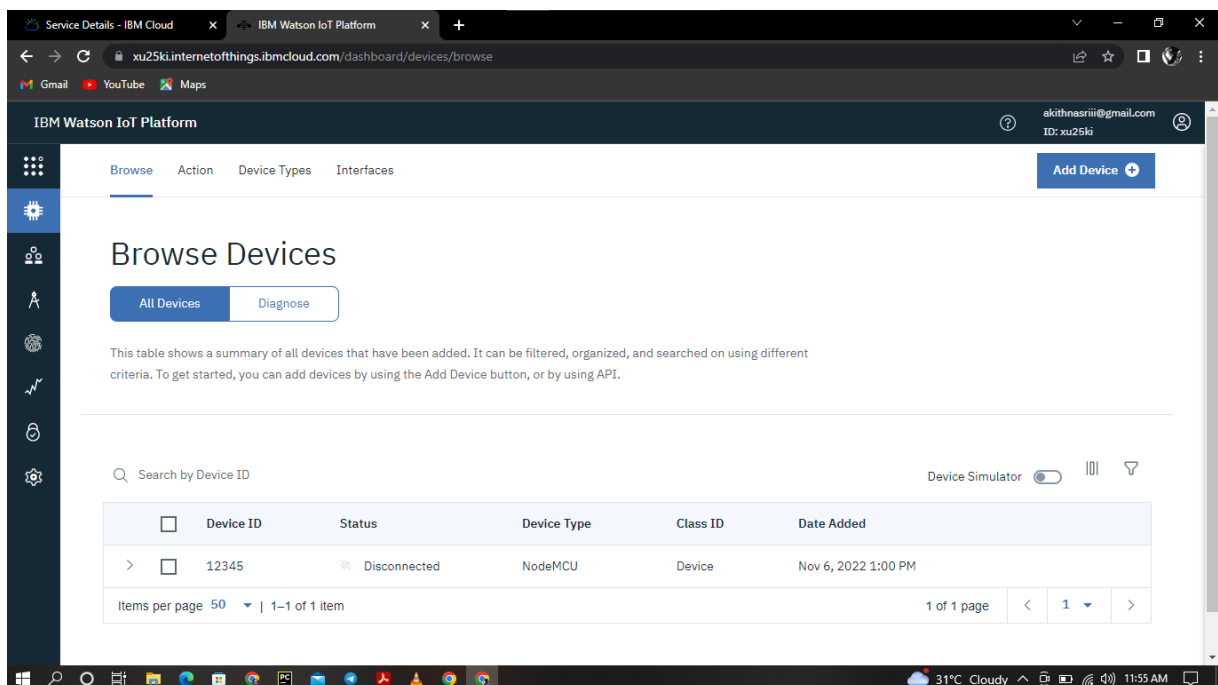 Service Details - IBM Cloud
IBM Watson IoT Platform
xu25ki.internetofthings.ibmcloud.com/dashboard/devices/browse
Gmail YouTube Maps
IBM Watson IoT Platform
akithnasriii@gmail.com
ID: xu25ki
Browse Action Device Types Interfaces
Add Device
Browse Devices
All Devices Diagnose
This table shows a summary of all devices that have been added. It can be filtered, organized, and searched on using different
criteria. To get started, you can add devices by using the Add Device button, or by using API.
Search by Device ID
Device Simulator
Device ID Status Device Type Class ID Date Added
12345 Disconnected NodeMCU Device Nov 6, 2022 1:00 PM
Items per page 50 | 1–1 of 1 item
1 of 1 page 1
31°C Cloudy 11:55 AM